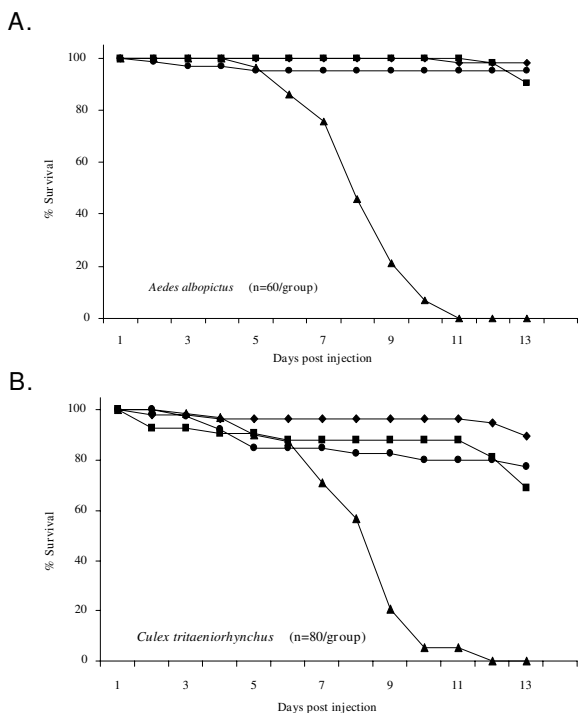 A.
100
80
60
40
20
0
% Survival
Aedes albopictus (n=60/group)
1 3 5 7 9 11 13
Days post injection
B.
100
80
60
40
20
0
% Survival
Culex tritaeniorhynchus (n=80/group)
1 3 5 7 9 11 13
Days post injection